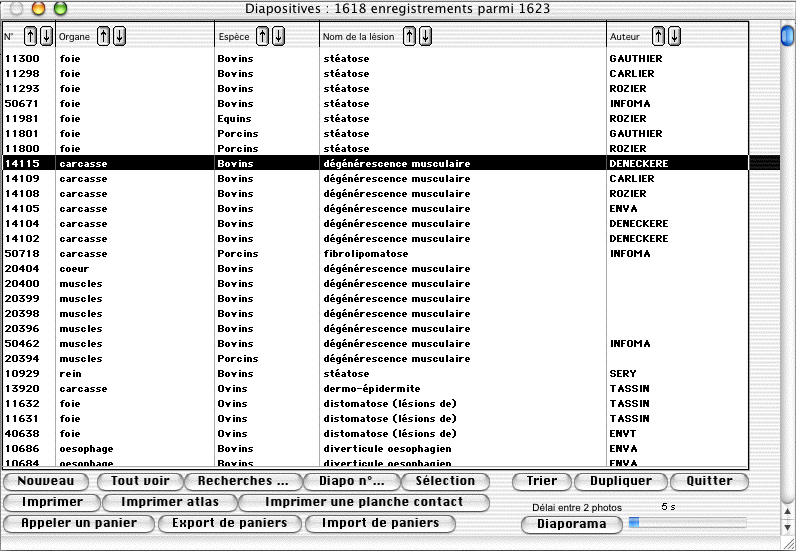 Diapositives : 1618 enregistrements parmi 1623
N° Organe Espèce Nom de la lésion Auteur
11300 foie Bovins stéatose GAUTHIER
11298 foie Bovins stéatose CARLIER
11293 foie Bovins stéatose ROZIER
50671 foie Bovins stéatose INFOMA
11981 foie Equins stéatose ROZIER
11801 foie Porcins stéatose GAUTHIER
11800 foie Porcins stéatose ROZIER
14115 carcasse Bovins dégénérescence musculaire DENECKERE
14109 carcasse Bovins dégénérescence musculaire CARLIER
14108 carcasse Bovins dégénérescence musculaire ROZIER
14105 carcasse Bovins dégénérescence musculaire ENVA
14104 carcasse Bovins dégénérescence musculaire DENECKERE
14102 carcasse Bovins dégénérescence musculaire DENECKERE
50718 carcasse Porcins fibrolipomatose INFOMA
20404 coeur Bovins dégénérescence musculaire
20400 muscles Bovins dégénérescence musculaire
20399 muscles Bovins dégénérescence musculaire
20398 muscles Bovins dégénérescence musculaire
20396 muscles Bovins dégénérescence musculaire
50462 muscles Bovins dégénérescence musculaire INFOMA
20394 muscles Porcins dégénérescence musculaire
10929 rein Bovins stéatose SERY
13920 carcasse Ovins dermo-épidermite TASSIN
11632 foie Ovins distomatose (lésions de) TASSIN
11631 foie Ovins distomatose (lésions de) TASSIN
40638 foie Ovins distomatose (lésions de) ENVT
10686 oesophage Bovins diverticule oesophagien ENVA
10684 oesophage Bovins diverticule oesophagien ENVA
Nouveau Tout voir Recherches ... Diapo n°... Sélection Trier Dupliquer Quitter
Imprimer Imprimer atlas Imprimer une planche contact
Délai entre 2 photos 5 s
Appeler un panier Export de paniers Import de paniers Diaporama